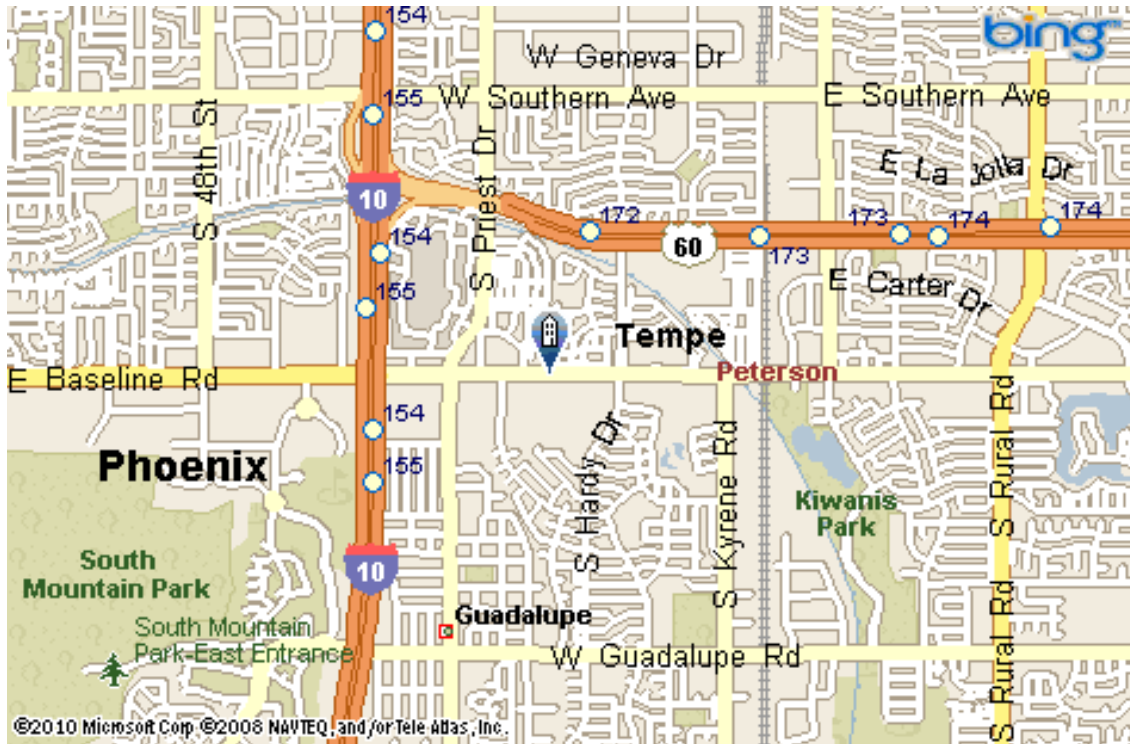 154
bing
W Geneva Dr
155
W Southern Ave
E Southern Ave
S 48th St
S Priest Dr
E La Jolla Dr
10
172
173
174
174
154
60
173
E Carter Dr
155
Tempe
E Baseline Rd
Peterson
154
S Hardy Dr
S Kyrene Rd
S Rural Rd
Phoenix
155
Kiwanis
Park
South
Mountain Park
10
Guadalupe
S Rural Rd
South Mountain
Park-East Entrance
W Guadalupe Rd
©2010 Microsoft Corp ©2008 NAVTEQ, and/or Tele Atlas, Inc.